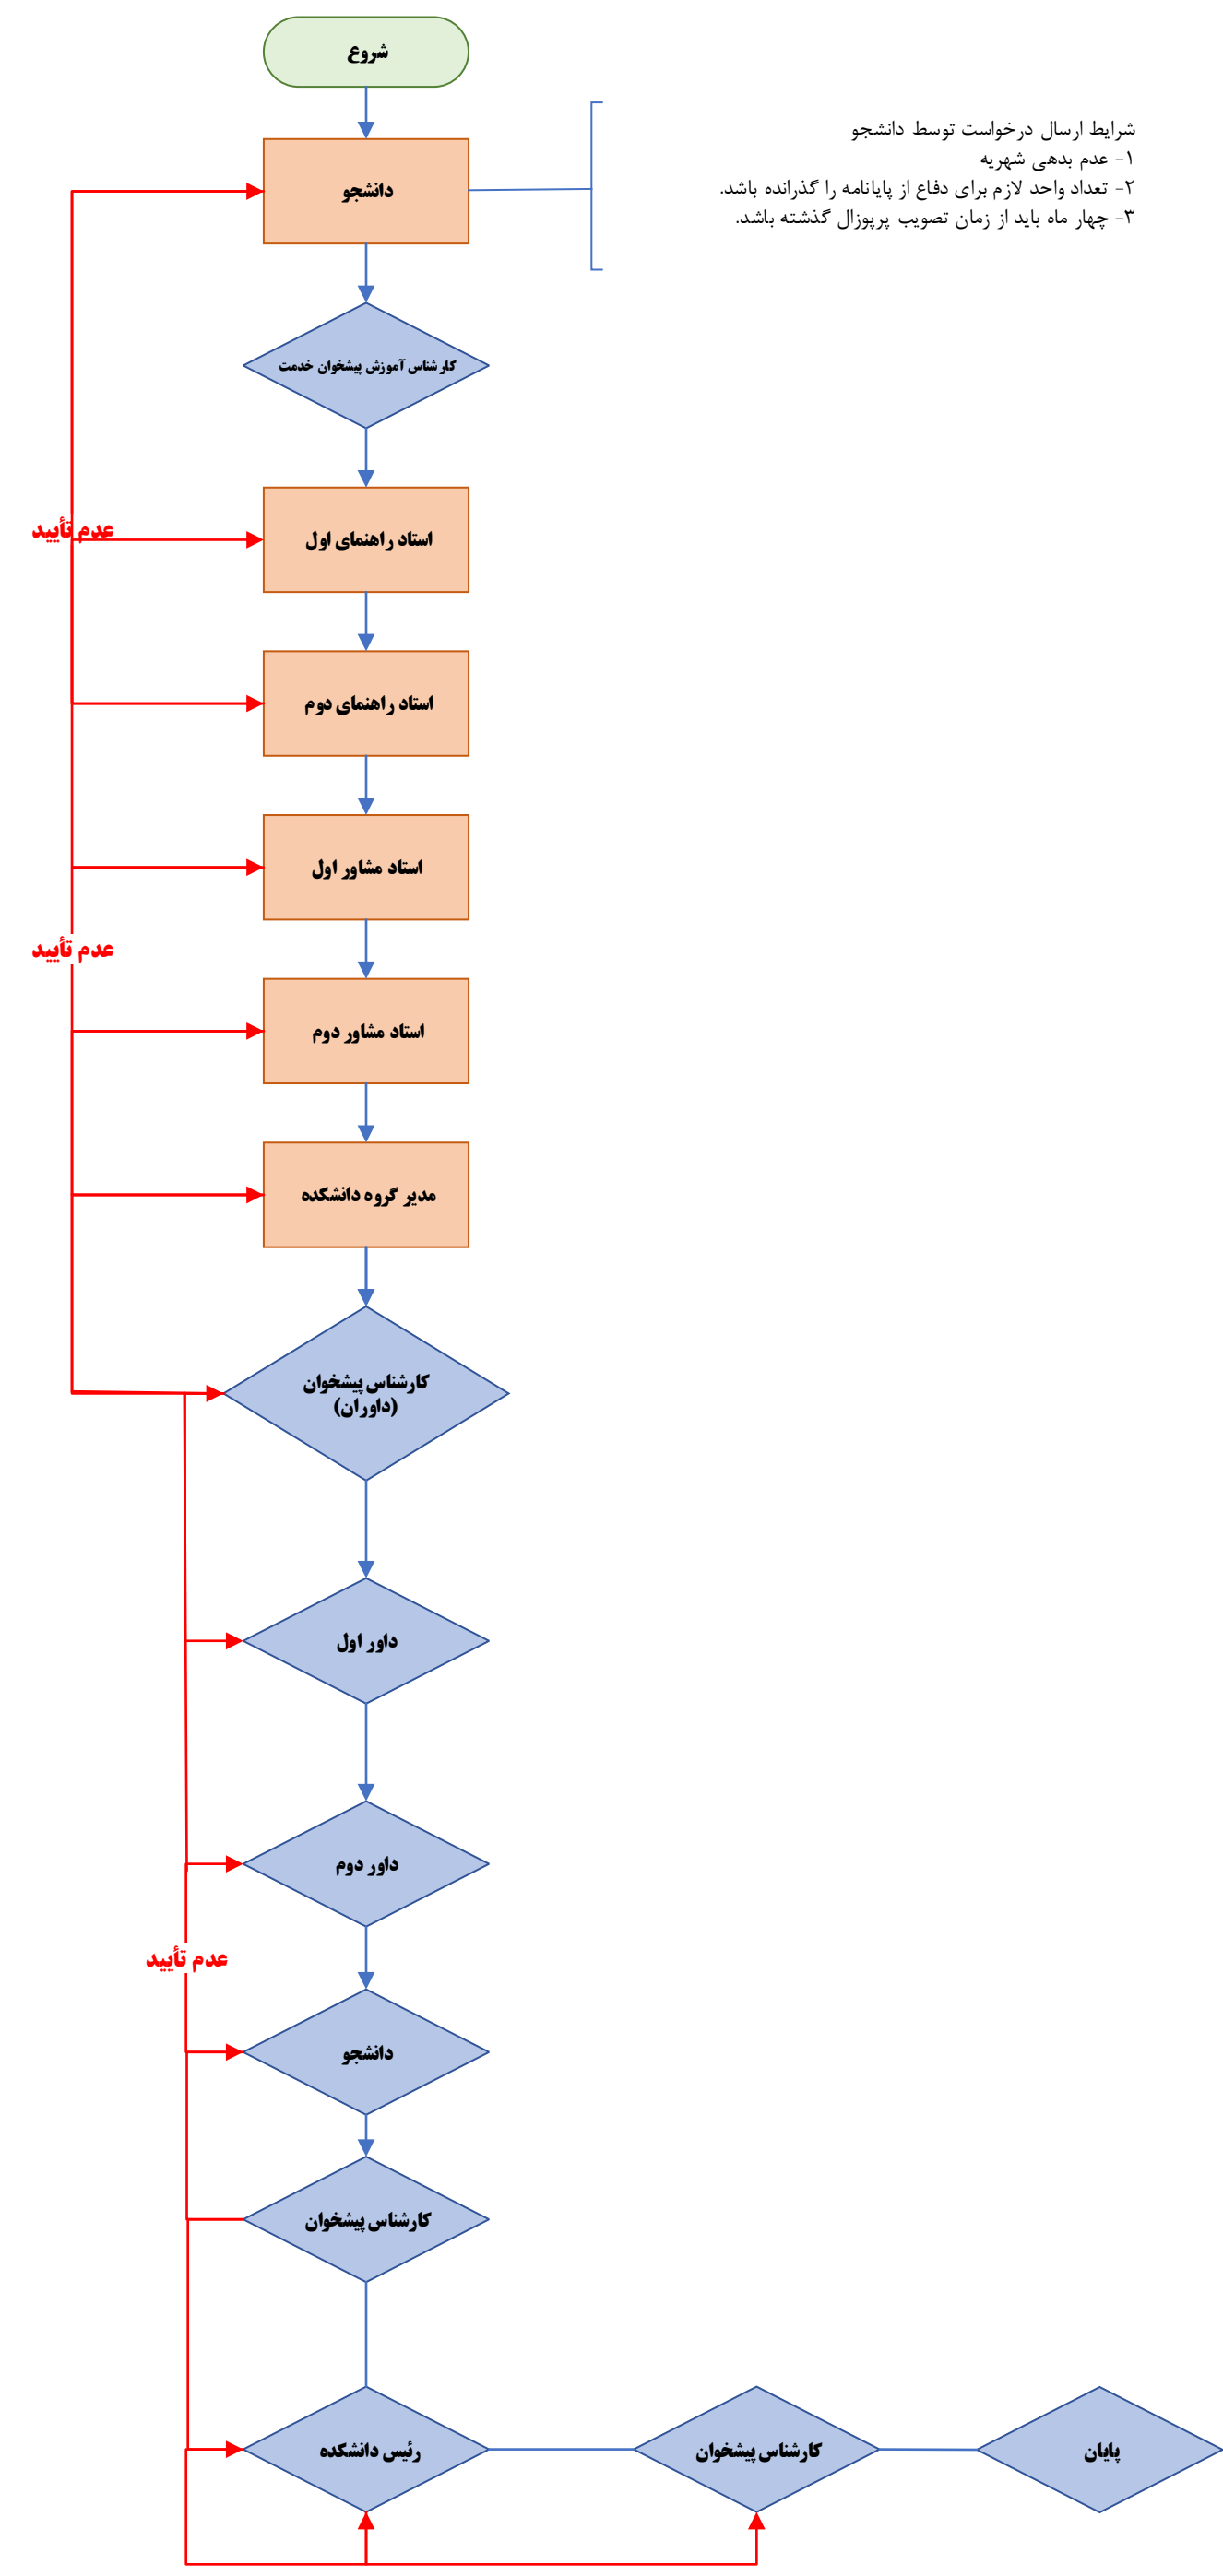 شروع
دانشجو
شرایط ارسال درخواست توسط دانشجو
۱- عدم بدهی شهریه
۲- تعداد واحد لازم برای دفاع از پایانامه را گذرانده باشد.
۳- چهار ماه باید از زمان تصویب پرپوزال گذشته باشد.
کارشناس آموزش پیشخوان خدمت
عدم تأیید
استاد راهنمای اول
استاد راهنمای دوم
استاد مشاور اول
عدم تأیید
استاد مشاور دوم
مدیر گروه دانشکده
کارشناس پیشخوان
(داوران)
داور اول
داور دوم
عدم تأیید
دانشجو
کارشناس پیشخوان
رئیس دانشکده
کارشناس پیشخوان
پایان